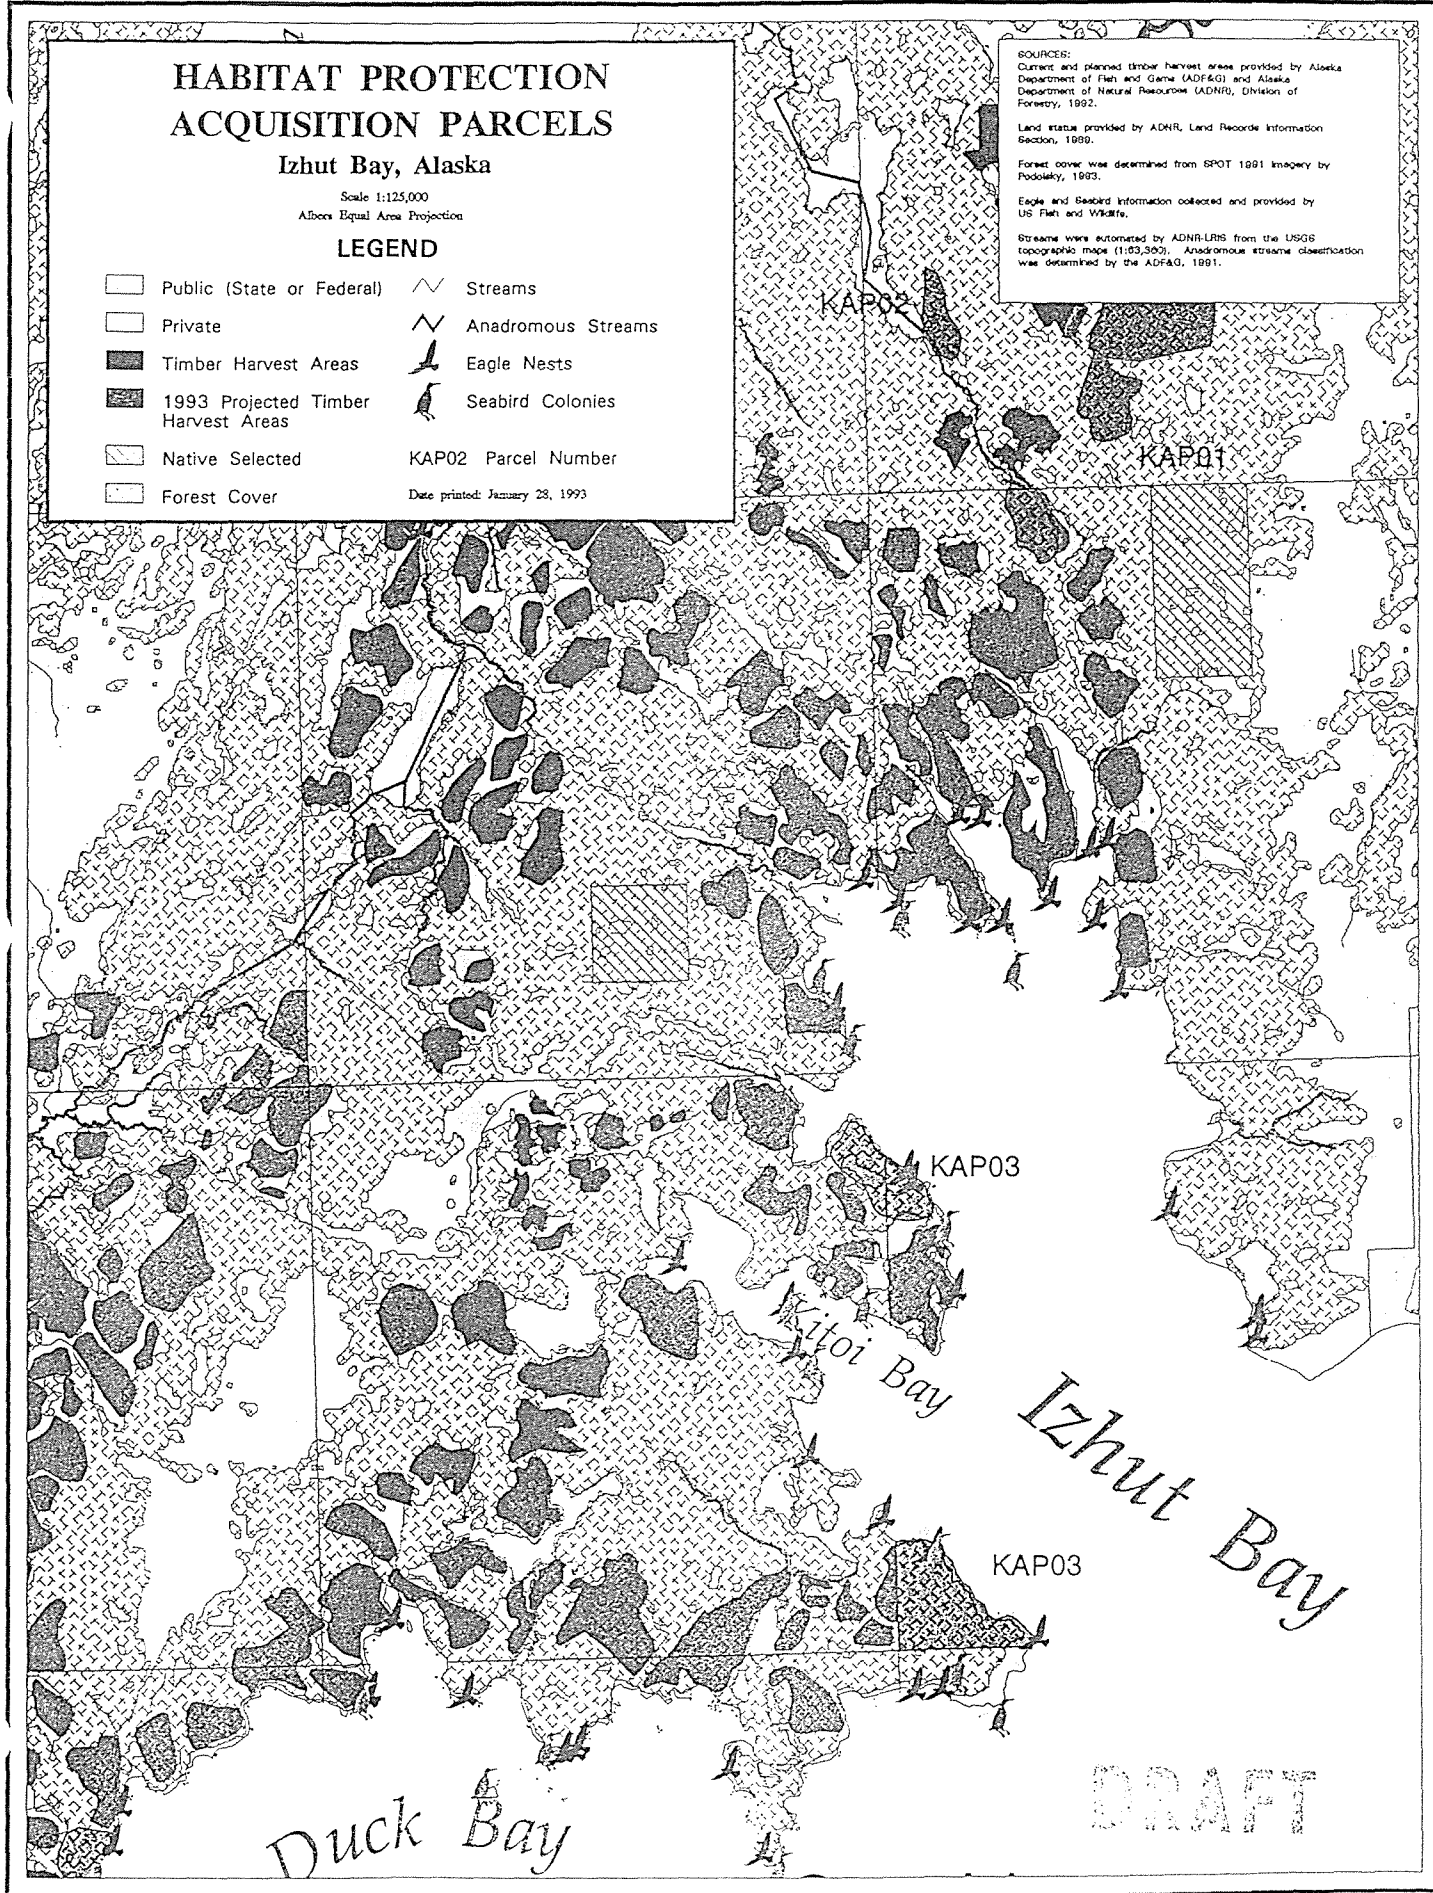 HABITAT PROTECTION
ACQUISITION PARCELS
Izhut Bay, Alaska
Scale 1:125,000
Albers Equal Area Projection
LEGEND
Public (State or Federal)
Private
Timber Harvest Areas
1993 Projected Timber
Harvest Areas
Native Selected
Forest Cover
Streams
Anadromous Streams
Eagle Nests
Seabird Colonies
KAP02 Parcel Number
Date printed: January 28, 1993
SOURCES:
Current and planned timber harvest areas provided by Alaska
Department of Fish and Game (ADF&G) and Alaska
Department of Natural Resources (ADNR), Division of
Forestry, 1992.
Land status provided by ADNR, Land Records Information
Section, 1989.
Forest cover was determined from SPOT 1991 imagery by
Podolsky, 1993.
Eagle and Seabird information collected and provided by
US Fish and Wildlife.
Streams were automated by ADNR-LRIS from the USGS
topographic maps (1:63,360). Anadromous streams classification
was determined by the ADF&G, 1991.
KAP02
KAP01
KAP03
Kitoi Bay
Izhut Bay
KAP03
Duck Bay
DRAFT